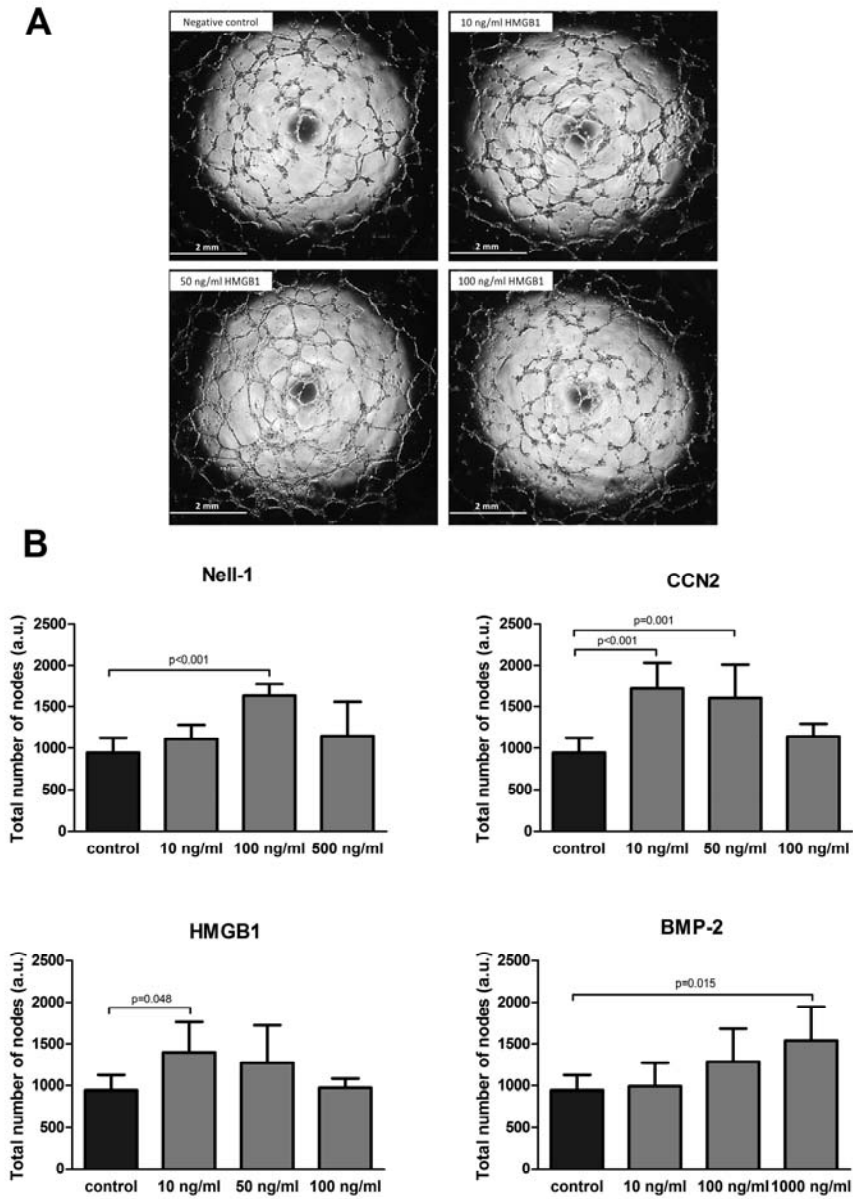 A
Negative control
10 ng/ml HMGB1
2 mm
2 mm
50 ng/ml HMGB1
100 ng/ml HMGB1
2 mm
2 mm
B
Nell-1
Total number of nodes (a.u.)
2500
2000
1500
1000
500
0
p<0.001
control 10 ng/ml 100 ng/ml 500 ng/ml
CCN2
Total number of nodes (a.u.)
2500
2000
1500
1000
500
0
p=0.001
p<0.001
control 10 ng/ml 50 ng/ml 100 ng/ml
HMGB1
Total number of nodes (a.u.)
2500
2000
1500
1000
500
0
p=0.048
control 10 ng/ml 50 ng/ml 100 ng/ml
BMP-2
Total number of nodes (a.u.)
2500
2000
1500
1000
500
0
p=0.015
control 10 ng/ml 100 ng/ml 1000 ng/ml